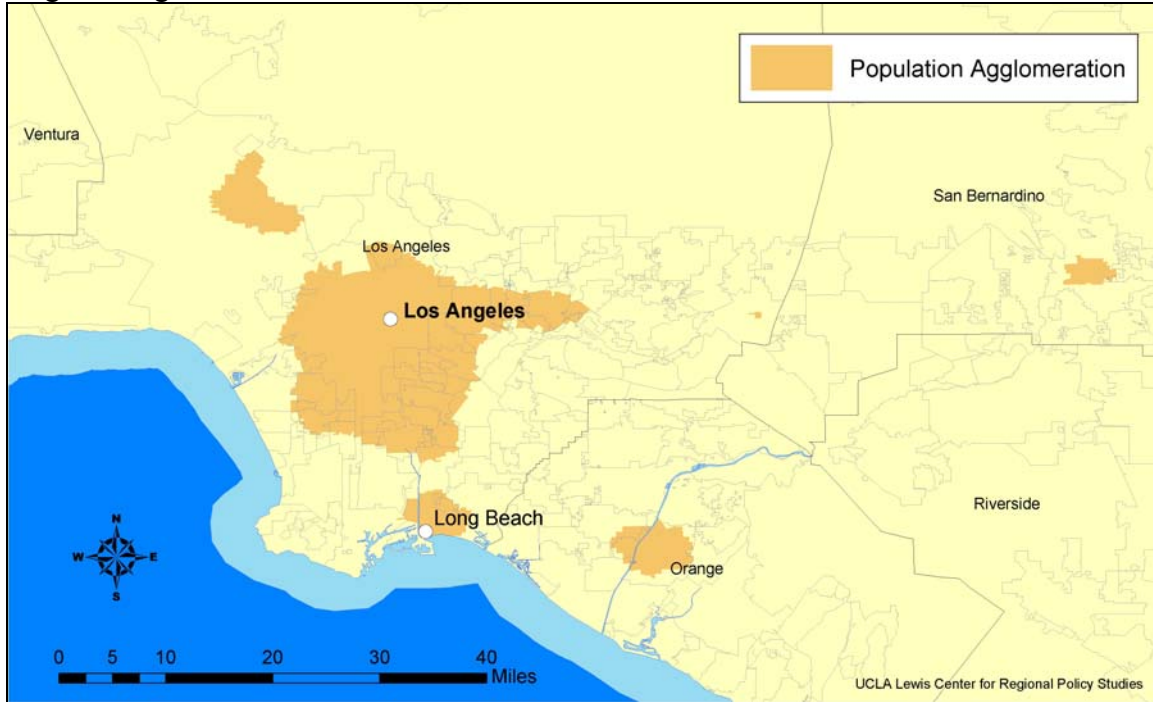 Population Agglomeration
Ventura
San Bernardino
Los Angeles
Los Angeles
Long Beach
Riverside
Orange
N
W E
S
0 5 10 20 30 40
Miles
UCLA Lewis Center for Regional Policy Studies